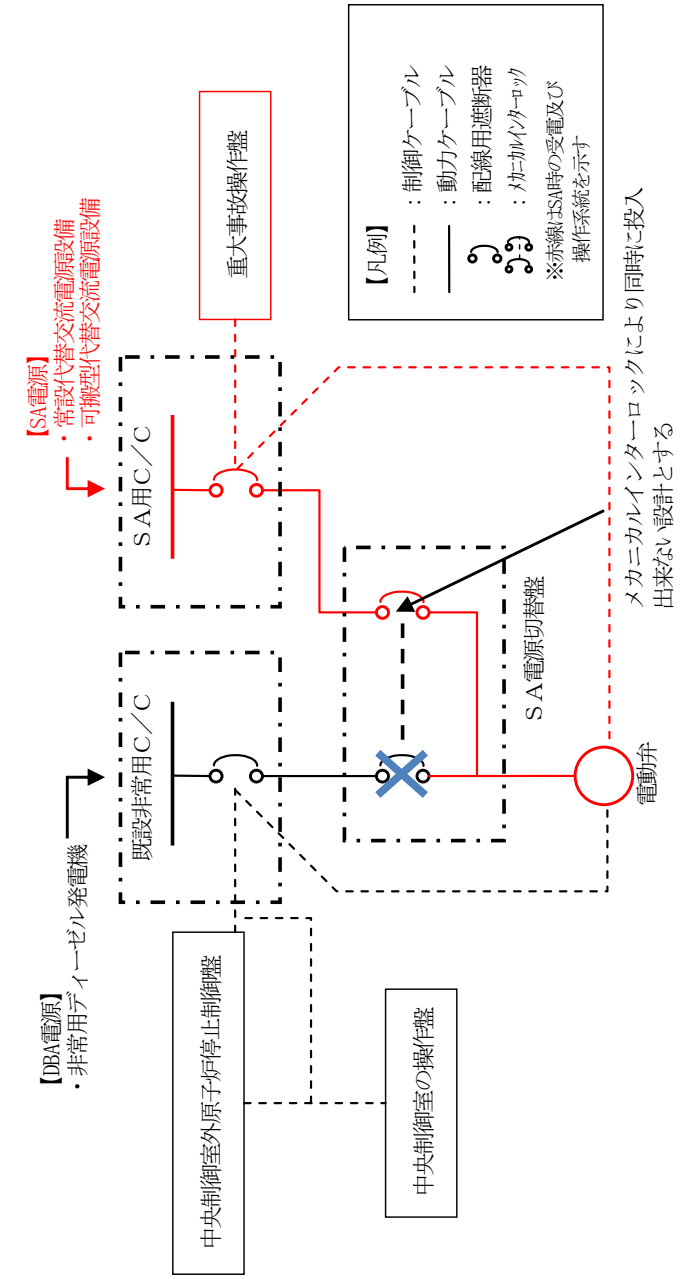 【DBA電源】
・非常用ディーゼル発電機
【SA電源】
・常設代替交流電源設備
・可搬型代替交流電源設備
既設非常用Ｃ／Ｃ
ＳＡ用Ｃ／Ｃ
中央制御室外原子炉停止制御盤
重大事故操作盤
中央制御室の操作盤
ＳＡ電源切替盤
電動弁
メカニカルインターロックにより同時に投入
出来ない設計とする
【凡例】
：制御ケーブル
：動力ケーブル
：配線用遮断器
：ﾒｶﾆｶﾙｲﾝﾀｰﾛｯｸ
※赤線はSA時の受電及び
操作系統を示す